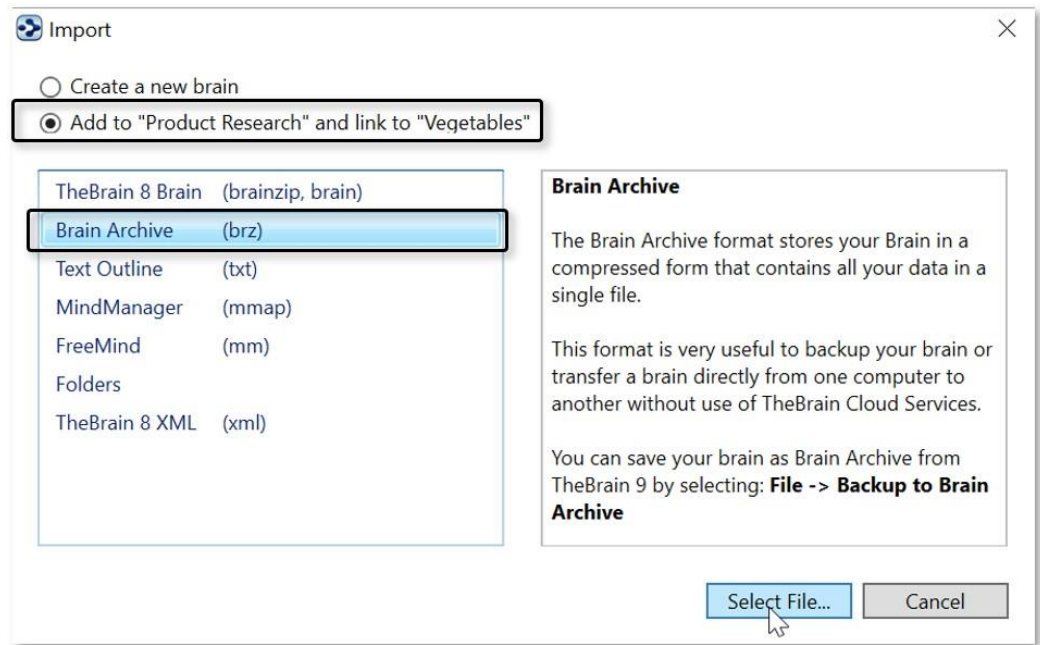 Import
Create a new brain
Add to "Product Research" and link to "Vegetables"
TheBrain 8 Brain (brainzip, brain)
Brain Archive (brz)
Text Outline (txt)
MindManager (mmap)
FreeMind (mm)
Folders
TheBrain 8 XML (xml)
Brain Archive
The Brain Archive format stores your Brain in a
compressed form that contains all your data in a
single file.
This format is very useful to backup your brain or
transfer a brain directly from one computer to
another without use of TheBrain Cloud Services.
You can save your brain as Brain Archive from
TheBrain 9 by selecting: File -> Backup to Brain
Archive
Select File...
Cancel